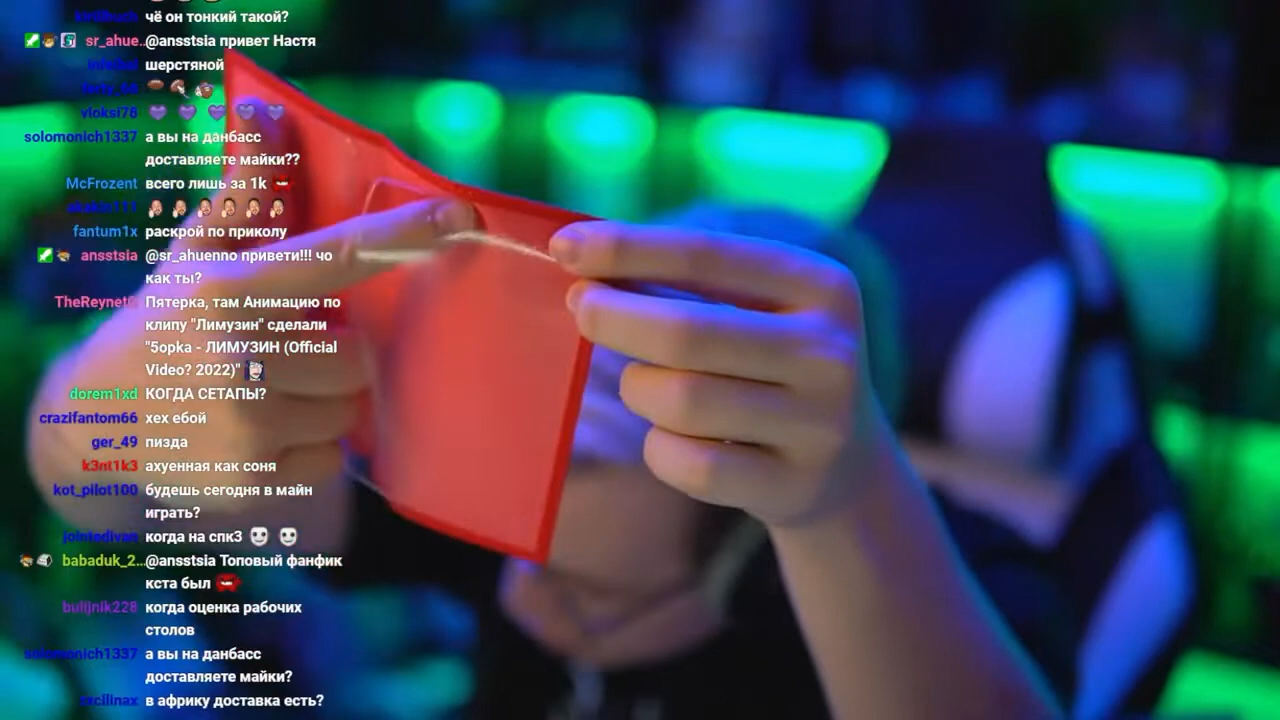 чё он тонкий такой?
sr_ahue..@ansstsia привет Настя
шерстяной
vloksi78
solomonich1337 а вы на данбасс
доставляете майки??
McFrozent всего лишь за 1k
fantum1x раскрой по приколу
ansstsia @sr_ahuenno привети!!! чо
как ты?
Пятерка, там Анимацию по
клипу "Лимузин" сделали
"5opka - ЛИМУЗИН (Official
Video? 2022)"
dorem1xd КОГДА СЕТАПЫ?
crazifantom66 хех ебой
ger_49 пизда
k3nt1k3 ахуенная как соня
kot_pilot100 будешь сегодня в майн
играть?
когда на спк3
babaduk_2...@ansstsia Топовый фанфик
кста был
bulijnik228 когда оценка рабочих
столов
solomonich1337 а вы на данбасс
доставляете майки?
в африку доставка есть?